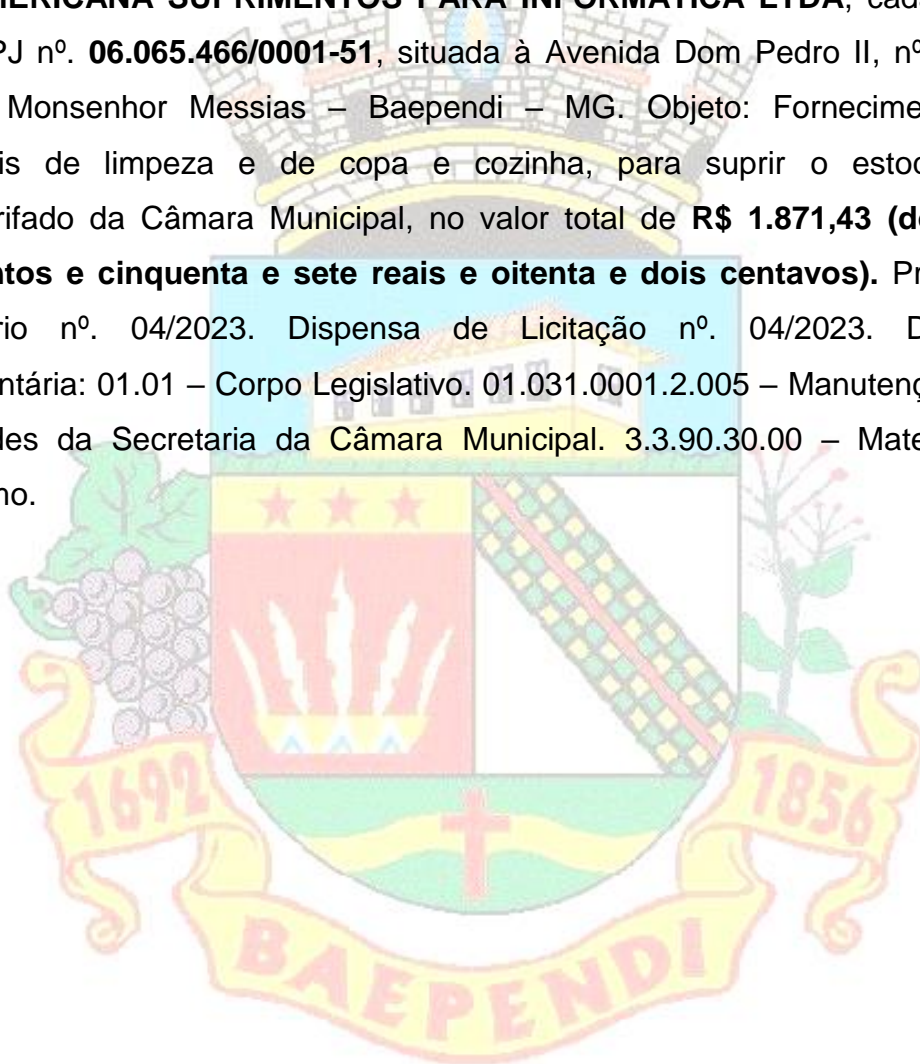 MERICANA SUPRIMENTOS PARA INFORMÁTICA LTDA, cada
PJ nº. 06.065.466/0001-51, situada à Avenida Dom Pedro II, nº
Monsenhor Messias – Baependi – MG. Objeto: Fornecime
is de limpeza e de copa e cozinha, para suprir o estoc
rifado da Câmara Municipal, no valor total de R$ 1.871,43 (do
ntos e cinquenta e sete reais e oitenta e dois centavos). Pr
rio nº. 04/2023. Dispensa de Licitação nº. 04/2023. D
ntária: 01.01 – Corpo Legislativo. 01.031.0001.2.005 – Manutenç
des da Secretaria da Câmara Municipal. 3.3.90.30.00 – Mate
no.
1692
1856
BAEPENDI